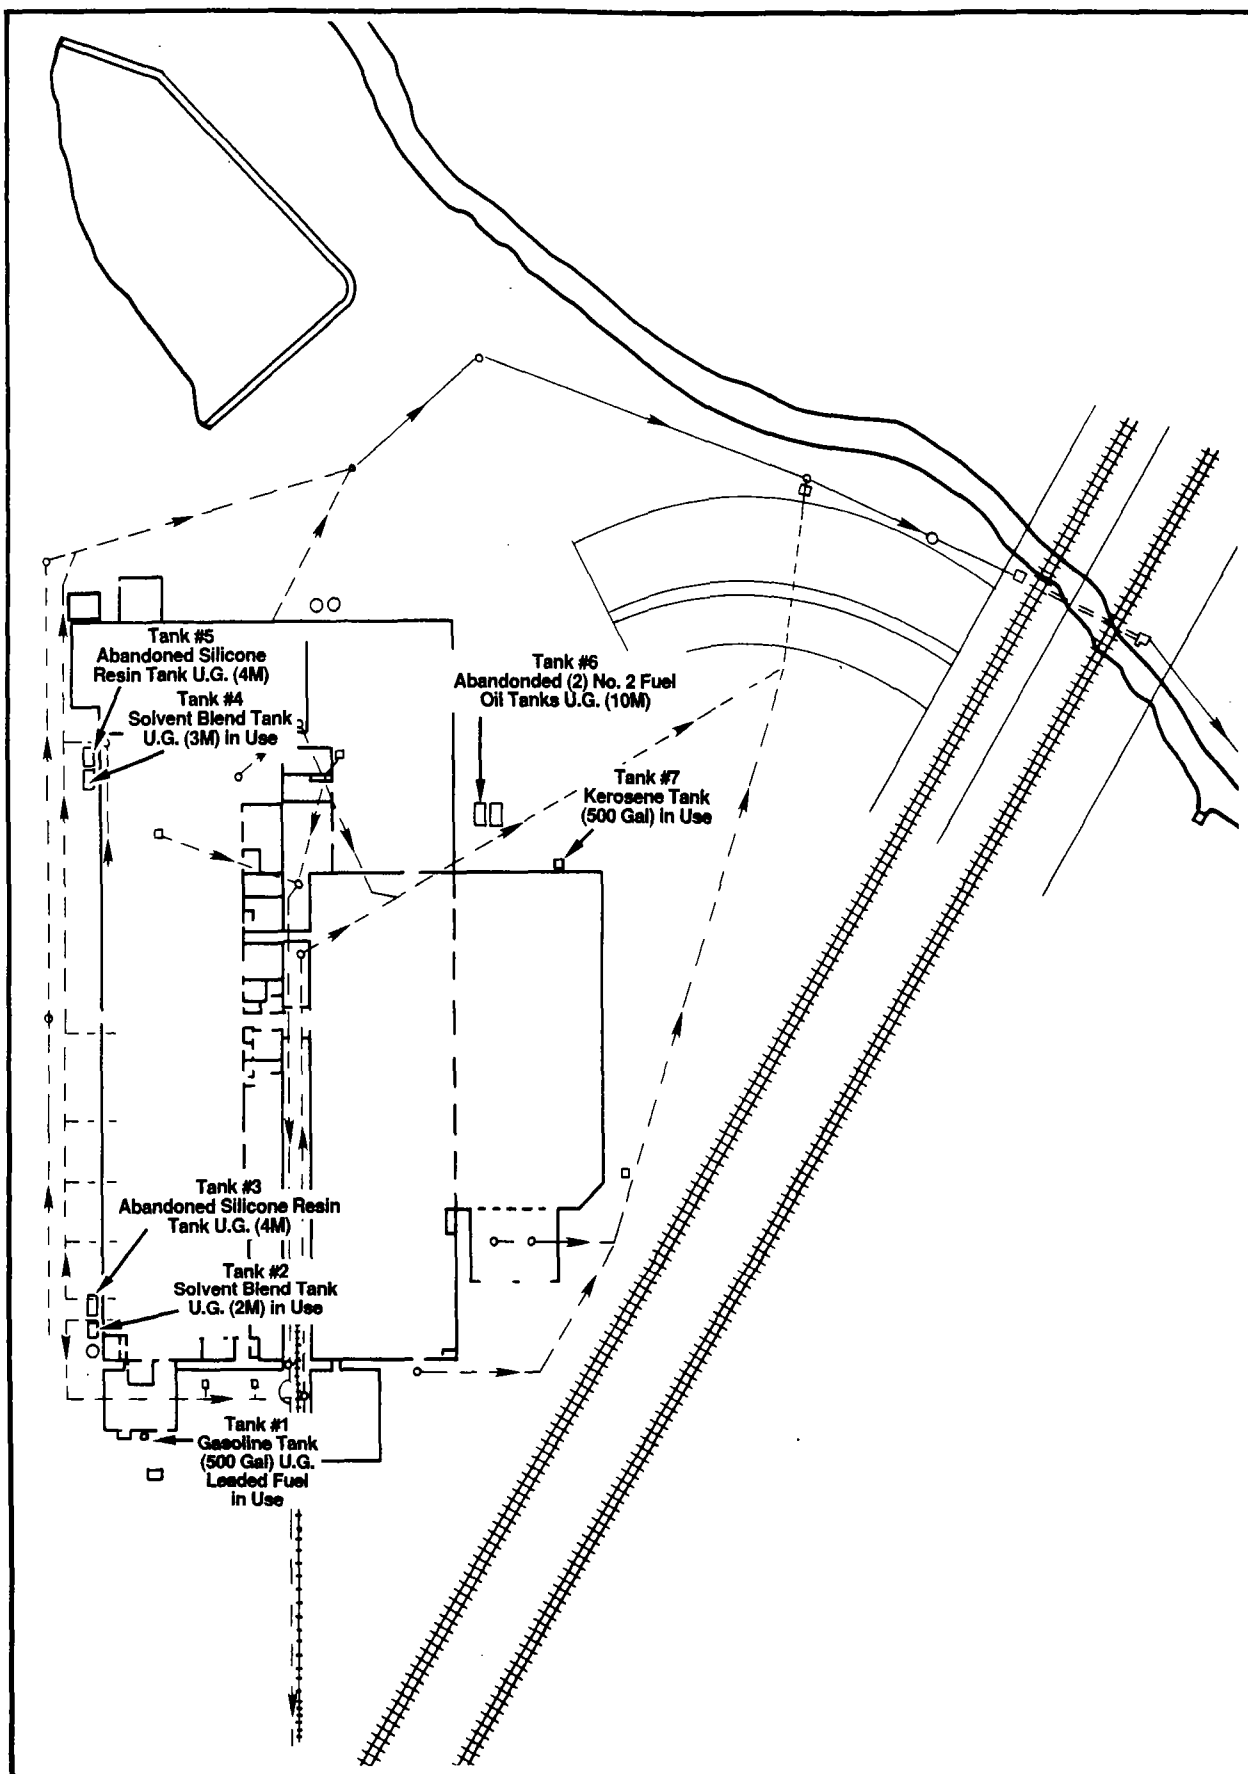 Tank #5
Abandoned Silicone
Resin Tank U.G. (4M)
Tank #4
Solvent Blend Tank
U.G. (3M) in Use
Tank #6
Abandonded (2) No. 2 Fuel
Oil Tanks U.G. (10M)
Tank #7
Kerosene Tank
(500 Gal) in Use
Tank #3
Abandoned Silicone Resin
Tank U.G. (4M)
Tank #2
Solvent Blend Tank
U.G. (2M) in Use
Tank #1
Gasoline Tank
(500 Gal) U.G.
Leaded Fuel
in Use